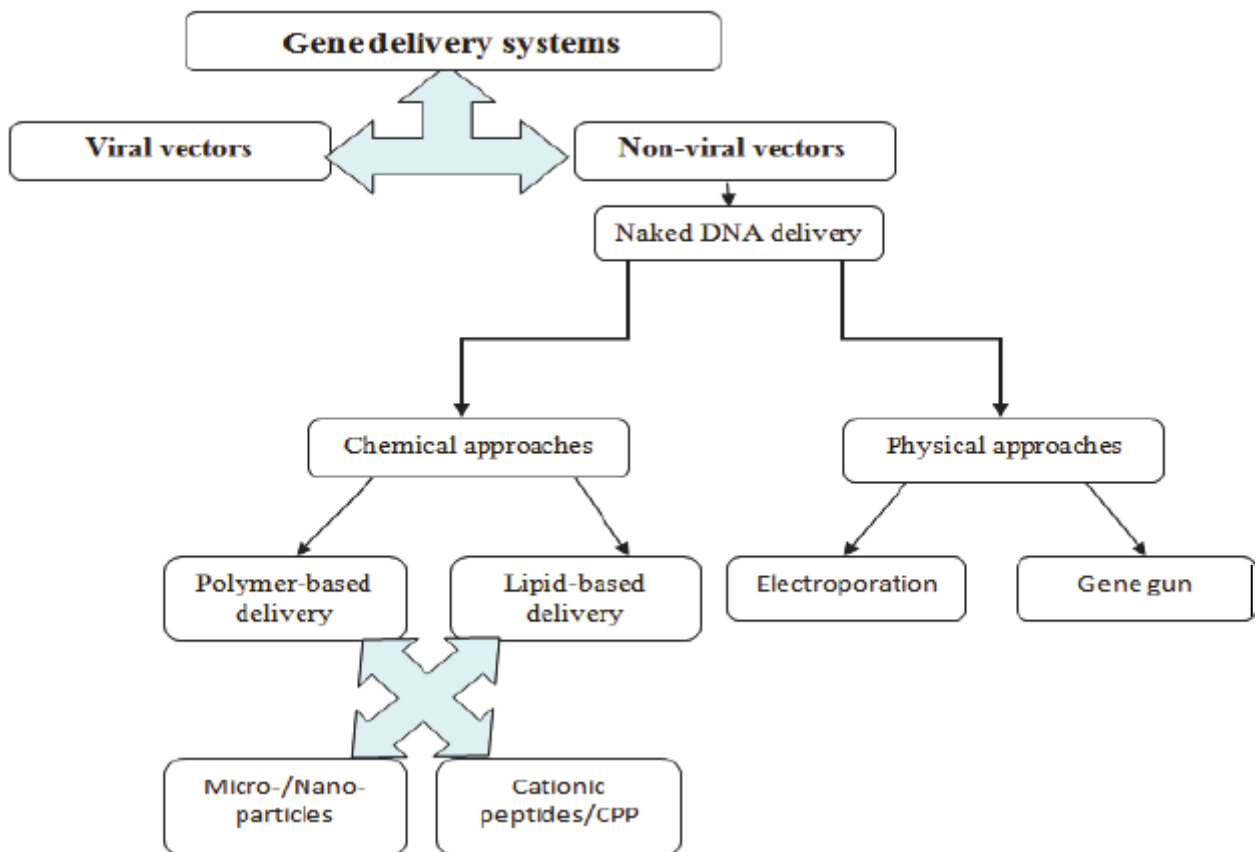 Gene delivery systems
Viral vectors
Non-viral vectors
Naked DNA delivery
Chemical approaches
Physical approaches
Polymer-based
delivery
Lipid-based
delivery
Electroporation
Gene gun
Micro-/Nano-
particles
Cationic
peptides/CPP